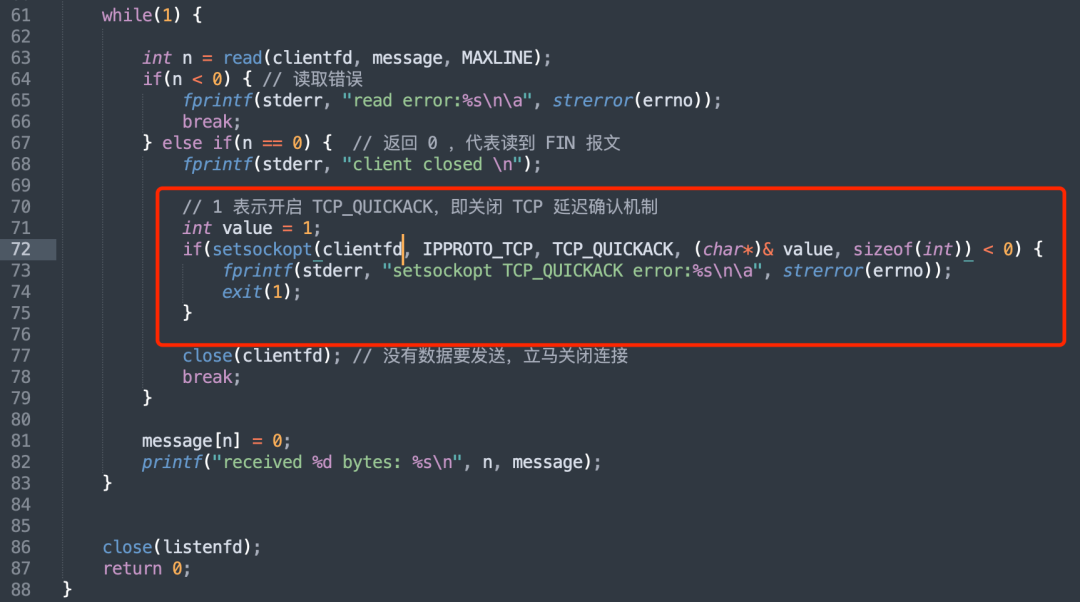 61 while(1) {
62
63 int n = read(clientfd, message, MAXLINE);
64 if(n < 0) { // 读取错误
65 fprintf(stderr, "read error:%s\n\a", strerror(errno));
66 break;
67 } else if(n == 0) {  // 返回 0 ，代表读到 FIN 报文
68 fprintf(stderr, "client closed \n");
69
70 // 1 表示开启 TCP_QUICKACK，即关闭 TCP 延迟确认机制
71 int value = 1;
72 if(setsockopt(clientfd, IPPROTO_TCP, TCP_QUICKACK, (char*)& value, sizeof(int)) < 0) {
73 fprintf(stderr, "setsockopt TCP_QUICKACK error:%s\n\a", strerror(errno));
74 exit(1);
75 }
76
77 close(clientfd); // 没有数据要发送，立马关闭连接
78 break;
79 }
80
81 message[n] = 0;
82 printf("received %d bytes: %s\n", n, message);
83 }
84
85
86 close(listenfd);
87 return 0;
88 }